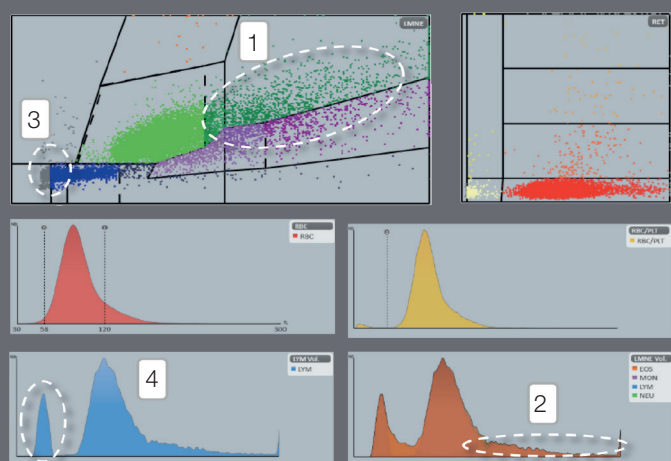 LMNE
1
3
RET
RBC
RBC
30
58
120
300
RBC/PLT
RBC/PLT
LYM Vol.
LYM
4
LMNE Vol.
EOS
MON
LYM
NEU
2